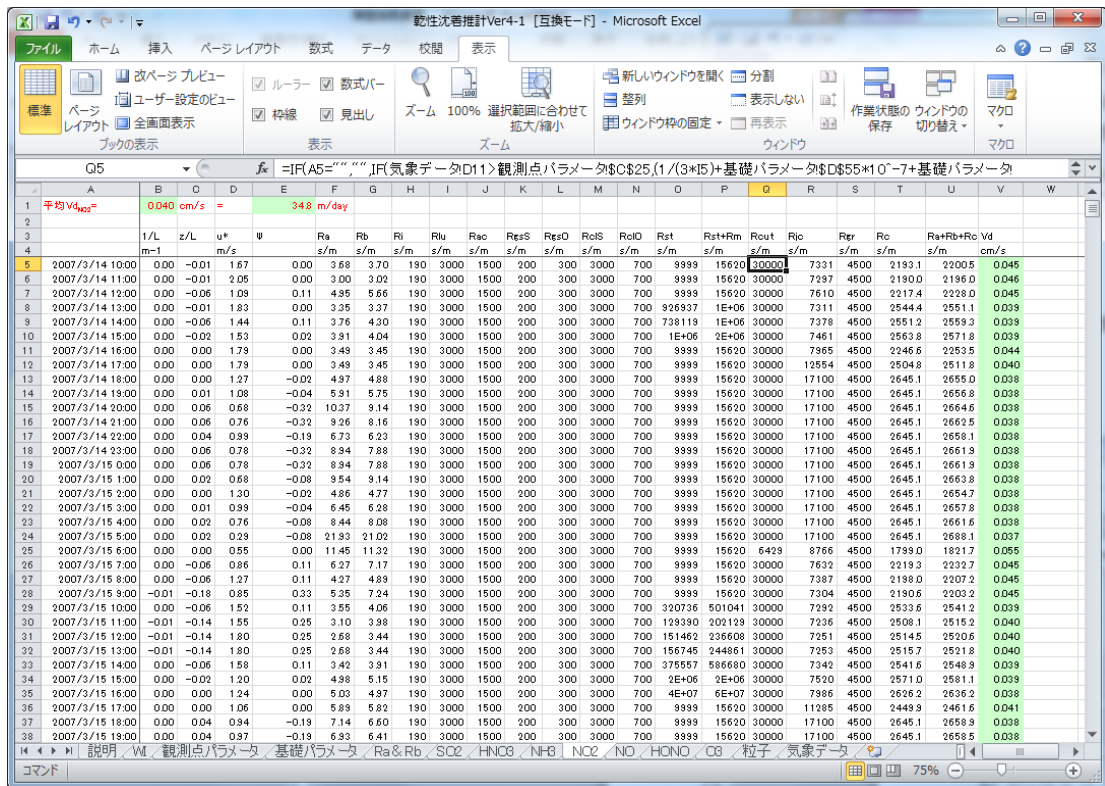 乾性沈着推計Ver4-1 [互換モード] - Microsoft Excel
ファイル ホーム 挿入 ページ レイアウト 数式 データ 校閲 表示
標準 ページ レイアウト 改ページ プレビュー ユーザー設定のビュー 全画面表示
ルーラー 数式バー 枠線 見出し
ズーム 100% 選択範囲に合わせて 拡大/縮小
新しいウィンドウを開く 整列 ウィンドウ枠の固定 分割 表示しない 再表示
作業状態の 保存 ウィンドウの 切り替え マクロ
ブックの表示 表示 ズーム ウィンドウ マクロ
Q5 fx =IF(A5="","",IF(気象データ!D11>観測点パラメータ!$C$25,(1/(3*I5)+基礎パラメータ!$D$55*10^-7+基礎パラメータ!
A B C D E F G H I J K L M N O P Q R S T U V W
1 平均VdNO2= 0.040 cm/s = 34.8 m/day
2
3 1/L z/L u* Ψ Ra Rb Ri Rlu Rac RgsS RgsO RclS RclO Rst Rst+Rm Rcut Rjc Rgr Rc Ra+Rb+Rc Vd
4 m-1 m/s s/m s/m s/m s/m s/m s/m s/m s/m s/m s/m s/m s/m s/m s/m s/m s/m cm/s
5 2007/3/14 10:00 0.00 -0.01 1.67 0.00 3.68 3.70 190 3000 1500 200 300 3000 700 9999 15620 30000 7331 4500 2193.1 2200.5 0.045
6 2007/3/14 11:00 0.00 -0.01 2.05 0.00 3.00 3.02 190 3000 1500 200 300 3000 700 9999 15620 30000 7297 4500 2190.0 2196.0 0.046
7 2007/3/14 12:00 0.00 -0.06 1.09 0.11 4.95 5.66 190 3000 1500 200 300 3000 700 9999 15620 30000 7610 4500 2217.4 2228.0 0.045
8 2007/3/14 13:00 0.00 -0.01 1.83 0.00 3.35 3.37 190 3000 1500 200 300 3000 700 926937 1E+06 30000 7311 4500 2544.4 2551.1 0.039
9 2007/3/14 14:00 0.00 -0.06 1.44 0.11 3.76 4.30 190 3000 1500 200 300 3000 700 738119 1E+06 30000 7378 4500 2551.2 2559.3 0.039
10 2007/3/14 15:00 0.00 -0.02 1.53 0.02 3.91 4.04 190 3000 1500 200 300 3000 700 1E+06 2E+06 30000 7461 4500 2563.8 2571.8 0.039
11 2007/3/14 16:00 0.00 0.00 1.79 0.00 3.49 3.45 190 3000 1500 200 300 3000 700 9999 15620 30000 7965 4500 2246.6 2253.5 0.044
12 2007/3/14 17:00 0.00 0.00 1.79 0.00 3.49 3.45 190 3000 1500 200 300 3000 700 9999 15620 30000 12554 4500 2504.8 2511.8 0.040
13 2007/3/14 18:00 0.00 0.00 1.27 -0.02 4.97 4.88 190 3000 1500 200 300 3000 700 9999 15620 30000 17100 4500 2645.1 2655.0 0.038
14 2007/3/14 19:00 0.00 0.01 1.08 -0.04 5.91 5.75 190 3000 1500 200 300 3000 700 9999 15620 30000 17100 4500 2645.1 2656.8 0.038
15 2007/3/14 20:00 0.00 0.06 0.68 -0.32 10.37 9.14 190 3000 1500 200 300 3000 700 9999 15620 30000 17100 4500 2645.1 2664.6 0.038
16 2007/3/14 21:00 0.00 0.06 0.76 -0.32 9.26 8.16 190 3000 1500 200 300 3000 700 9999 15620 30000 17100 4500 2645.1 2662.5 0.038
17 2007/3/14 22:00 0.00 0.04 0.99 -0.19 6.73 6.23 190 3000 1500 200 300 3000 700 9999 15620 30000 17100 4500 2645.1 2658.1 0.038
18 2007/3/14 23:00 0.00 0.06 0.78 -0.32 8.94 7.88 190 3000 1500 200 300 3000 700 9999 15620 30000 17100 4500 2645.1 2661.9 0.038
19 2007/3/15 0:00 0.00 0.06 0.78 -0.32 8.94 7.88 190 3000 1500 200 300 3000 700 9999 15620 30000 17100 4500 2645.1 2661.9 0.038
20 2007/3/15 1:00 0.00 0.02 0.68 -0.08 9.54 9.14 190 3000 1500 200 300 3000 700 9999 15620 30000 17100 4500 2645.1 2663.8 0.038
21 2007/3/15 2:00 0.00 0.00 1.30 -0.02 4.86 4.77 190 3000 1500 200 300 3000 700 9999 15620 30000 17100 4500 2645.1 2654.7 0.038
22 2007/3/15 3:00 0.00 0.01 0.99 -0.04 6.45 6.28 190 3000 1500 200 300 3000 700 9999 15620 30000 17100 4500 2645.1 2657.8 0.038
23 2007/3/15 4:00 0.00 0.02 0.76 -0.08 8.44 8.08 190 3000 1500 200 300 3000 700 9999 15620 30000 17100 4500 2645.1 2661.6 0.038
24 2007/3/15 5:00 0.00 0.02 0.29 -0.08 21.93 21.02 190 3000 1500 200 300 3000 700 9999 15620 30000 17100 4500 2645.1 2688.1 0.037
25 2007/3/15 6:00 0.00 0.00 0.55 0.00 11.45 11.32 190 3000 1500 200 300 3000 700 9999 15620 6429 8766 4500 1799.0 1821.7 0.055
26 2007/3/15 7:00 0.00 -0.06 0.86 0.11 6.27 7.17 190 3000 1500 200 300 3000 700 9999 15620 30000 7632 4500 2219.3 2232.7 0.045
27 2007/3/15 8:00 0.00 -0.06 1.27 0.11 4.27 4.89 190 3000 1500 200 300 3000 700 9999 15620 30000 7387 4500 2198.0 2207.2 0.045
28 2007/3/15 9:00 -0.01 -0.18 0.85 0.33 5.35 7.24 190 3000 1500 200 300 3000 700 9999 15620 30000 7304 4500 2190.6 2203.2 0.045
29 2007/3/15 10:00 0.00 -0.06 1.52 0.11 3.55 4.06 190 3000 1500 200 300 3000 700 320736 501041 30000 7292 4500 2533.6 2541.2 0.039
30 2007/3/15 11:00 -0.01 -0.14 1.55 0.25 3.10 3.98 190 3000 1500 200 300 3000 700 129390 202129 30000 7236 4500 2508.1 2515.2 0.040
31 2007/3/15 12:00 -0.01 -0.14 1.80 0.25 2.68 3.44 190 3000 1500 200 300 3000 700 151462 236608 30000 7251 4500 2514.5 2520.6 0.040
32 2007/3/15 13:00 -0.01 -0.14 1.80 0.25 2.68 3.44 190 3000 1500 200 300 3000 700 156745 244861 30000 7253 4500 2515.7 2521.8 0.040
33 2007/3/15 14:00 0.00 -0.06 1.58 0.11 3.42 3.91 190 3000 1500 200 300 3000 700 375557 586680 30000 7342 4500 2541.6 2548.9 0.039
34 2007/3/15 15:00 0.00 -0.02 1.20 0.02 4.98 5.15 190 3000 1500 200 300 3000 700 2E+06 2E+06 30000 7520 4500 2571.0 2581.1 0.039
35 2007/3/15 16:00 0.00 0.00 1.24 0.00 5.03 4.97 190 3000 1500 200 300 3000 700 4E+07 6E+07 30000 7986 4500 2626.2 2636.2 0.038
36 2007/3/15 17:00 0.00 0.00 1.06 0.00 5.89 5.82 190 3000 1500 200 300 3000 700 9999 15620 30000 11285 4500 2449.9 2461.6 0.041
37 2007/3/15 18:00 0.00 0.04 0.94 -0.19 7.14 6.60 190 3000 1500 200 300 3000 700 9999 15620 30000 17100 4500 2645.1 2658.9 0.038
38 2007/3/15 19:00 0.00 0.04 0.97 -0.19 6.93 6.41 190 3000 1500 200 300 3000 700 9999 15620 30000 17100 4500 2645.1 2658.5 0.038
説明 WI 観測点パラメータ 基礎パラメータ Ra&Rb SO2 HNO3 NH3 NO2 NO HONO O3 粒子 気象データ
コマンド 75%